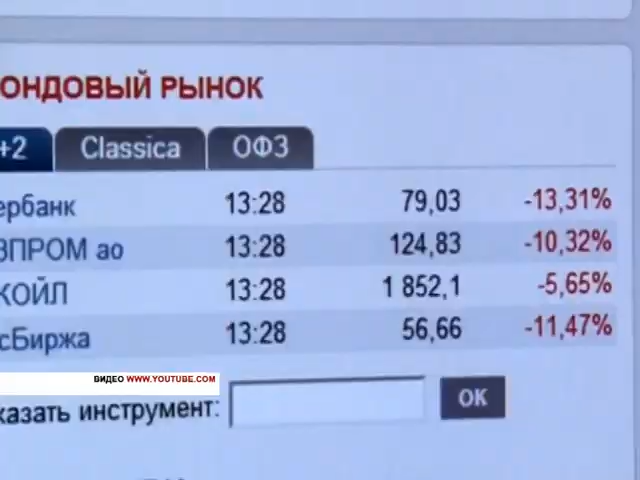 ОНДОВЫЙ РЫНОК
+2 Classica ОФЗ
ербанк 13:28 79,03 -13,31%
ЗПРОМ ао 13:28 124,83 -10,32%
КОЙЛ 13:28 1 852,1 -5,65%
сБиржа 13:28 56,66 -11,47%
ВИДЕО WWW.YOUTUBE.COM
казать инструмент: ОК